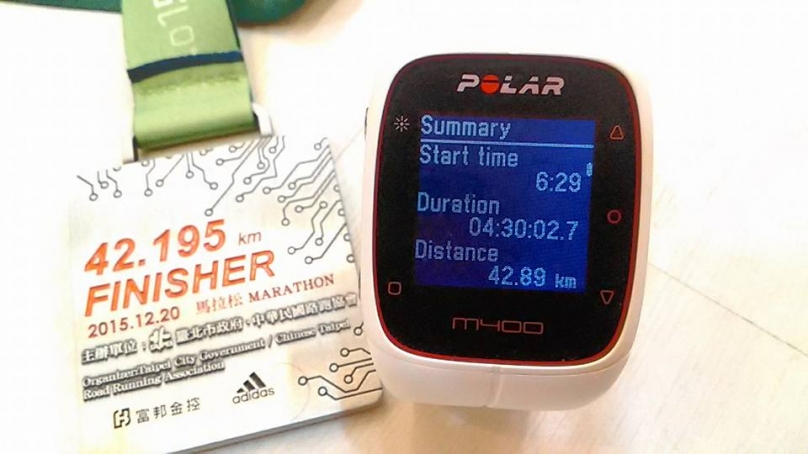 2015
42.195 km
FINISHER
2015.12.20 馬拉松 MARATHON
主辦單位： 臺北市政府・中華民國路跑協會
Organizer:Taipei City Government / Chinese Taipei
Road Running Association
富邦金控
adidas
POLAR
Summary
Start time
6:29
Duration
04:30:02.7
Distance
42.89 km
M400